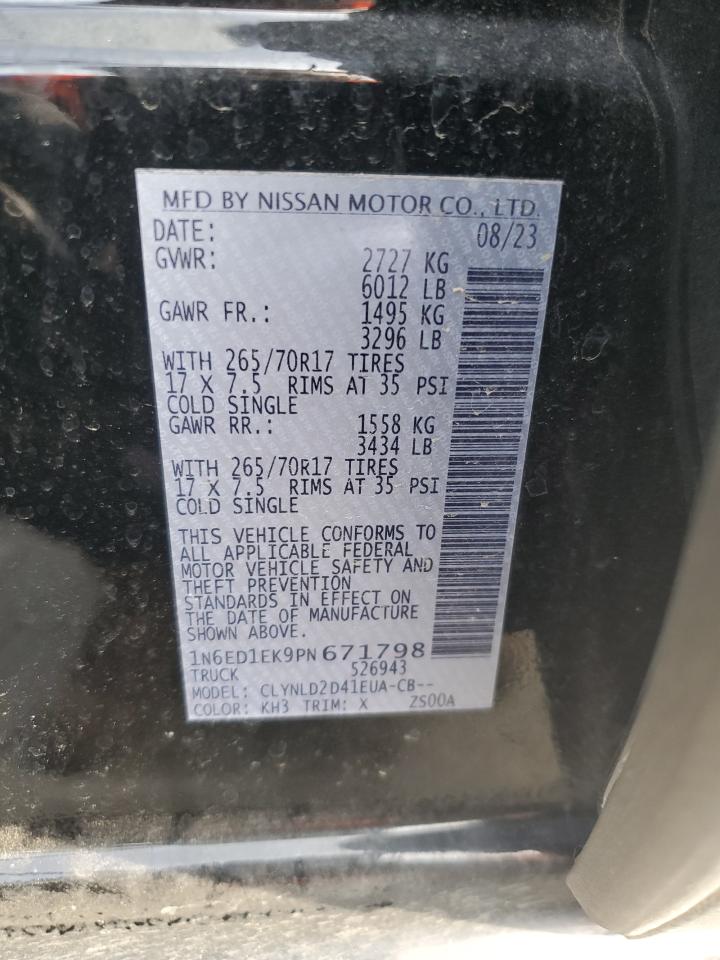 MFD BY NISSAN MOTOR CO., LTD.
DATE: 08/23
GVWR: 2727 KG
6012 LB
GAWR FR.: 1495 KG
3296 LB
WITH 265/70R17 TIRES
17 X 7.5 RIMS AT 35 PSI
COLD SINGLE
GAWR RR.: 1558 KG
3434 LB
WITH 265/70R17 TIRES
17 X 7.5 RIMS AT 35 PSI
COLD SINGLE
THIS VEHICLE CONFORMS TO
ALL APPLICABLE FEDERAL
MOTOR VEHICLE SAFETY AND
THEFT PREVENTION
STANDARDS IN EFFECT ON
THE DATE OF MANUFACTURE
SHOWN ABOVE.
1N6ED1EK9PN671798
TRUCK 526943
MODEL: CLYNLD2D41EUA-CB--
COLOR: KH3 TRIM: X ZS00A